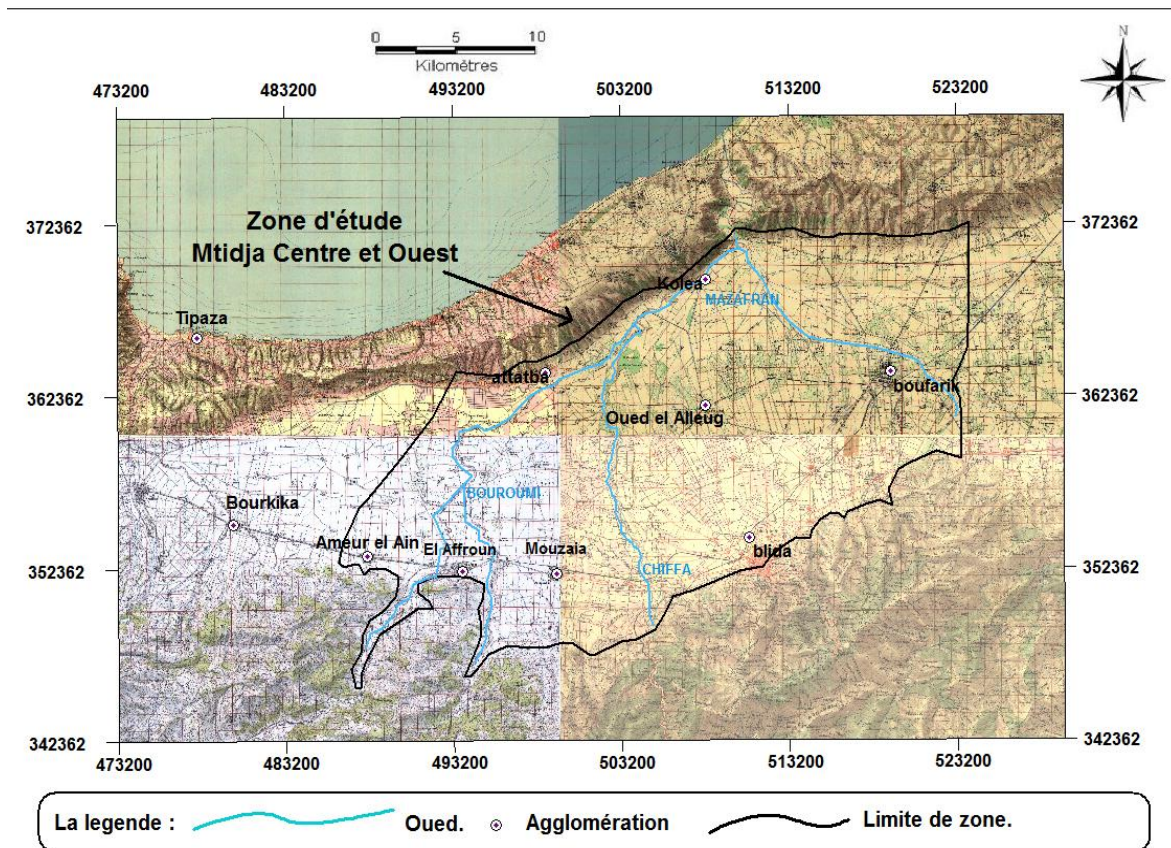 0 5 10
Kilomètres
N
473200 483200 493200 503200 513200 523200
372362 372362
Zone d'étude
Mtidja Centre et Ouest
Kolea
MAZAFRAN
Tipaza
attatba
boufarik
362362 362362
Oued el Alleug
BOUROUMI
Bourkika
Ameur el Ain
El Affroun
Mouzaia
blida
CHIFFA
352362 352362
342362 342362
473200 483200 493200 503200 513200 523200
La legende : Oued. Agglomération Limite de zone.